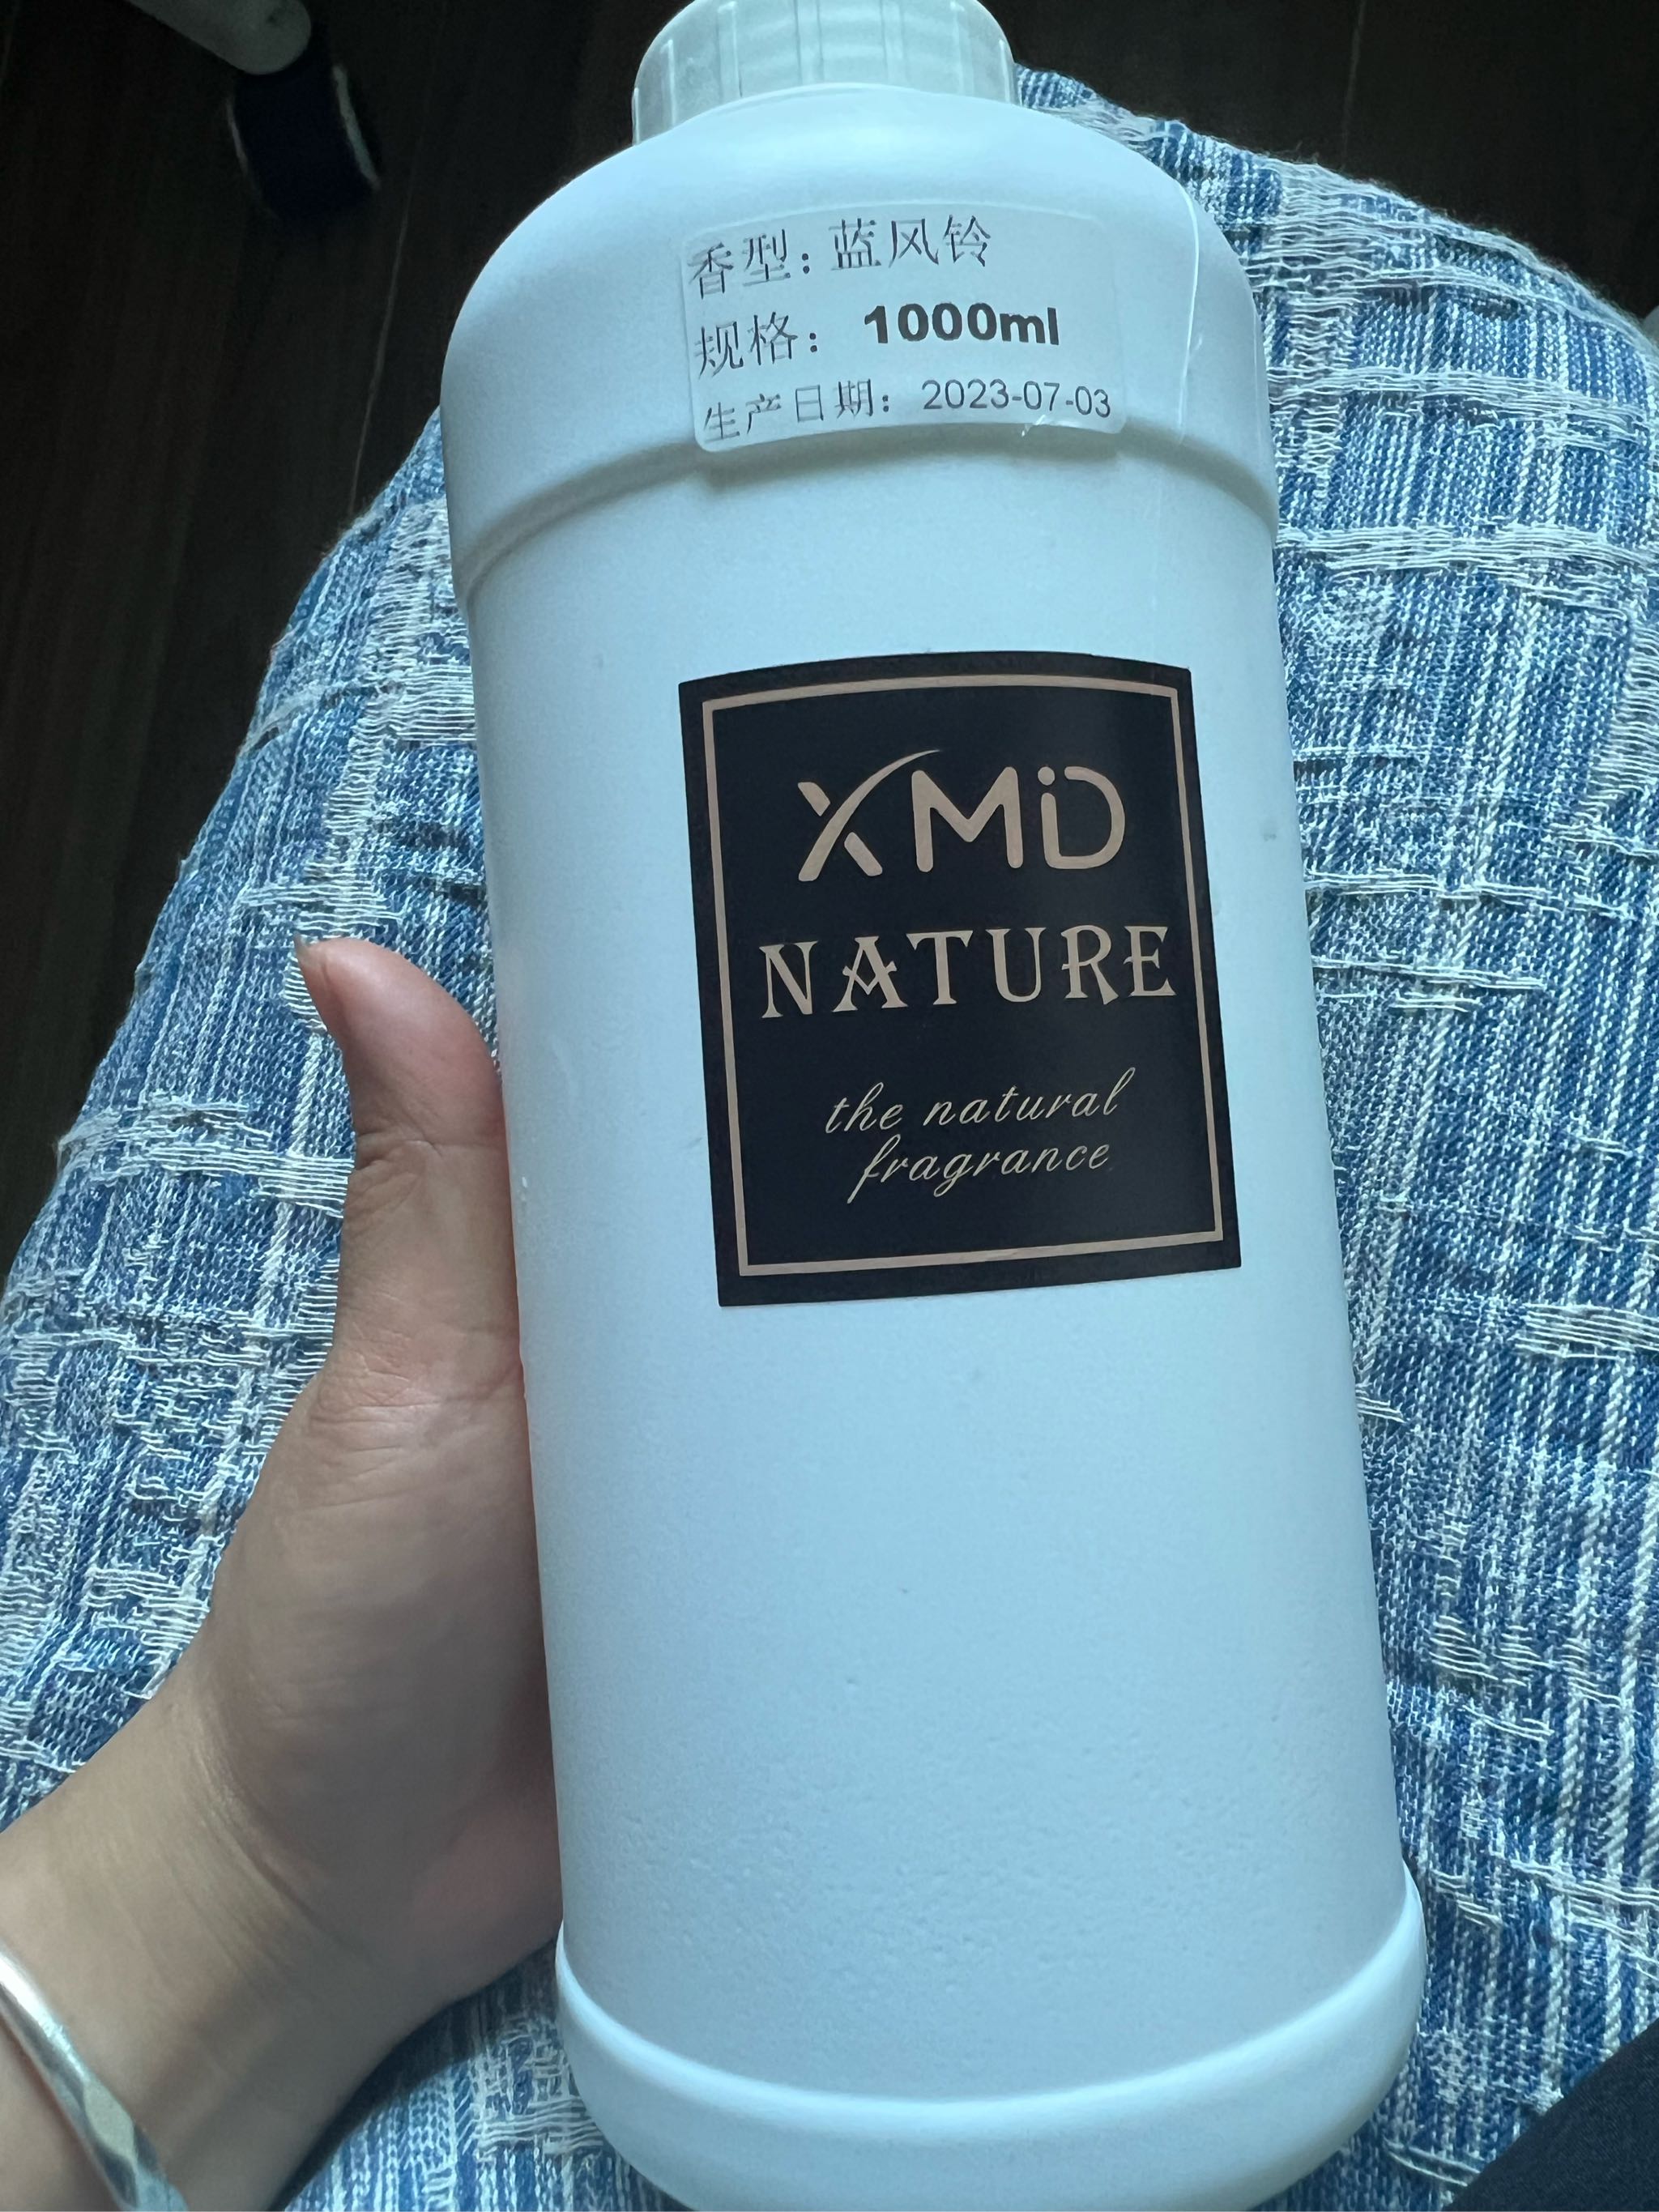 香型：蓝风铃
规格： 1000ml
生产日期： 2023-07-03
XMD
NATURE
the natural
fragrance